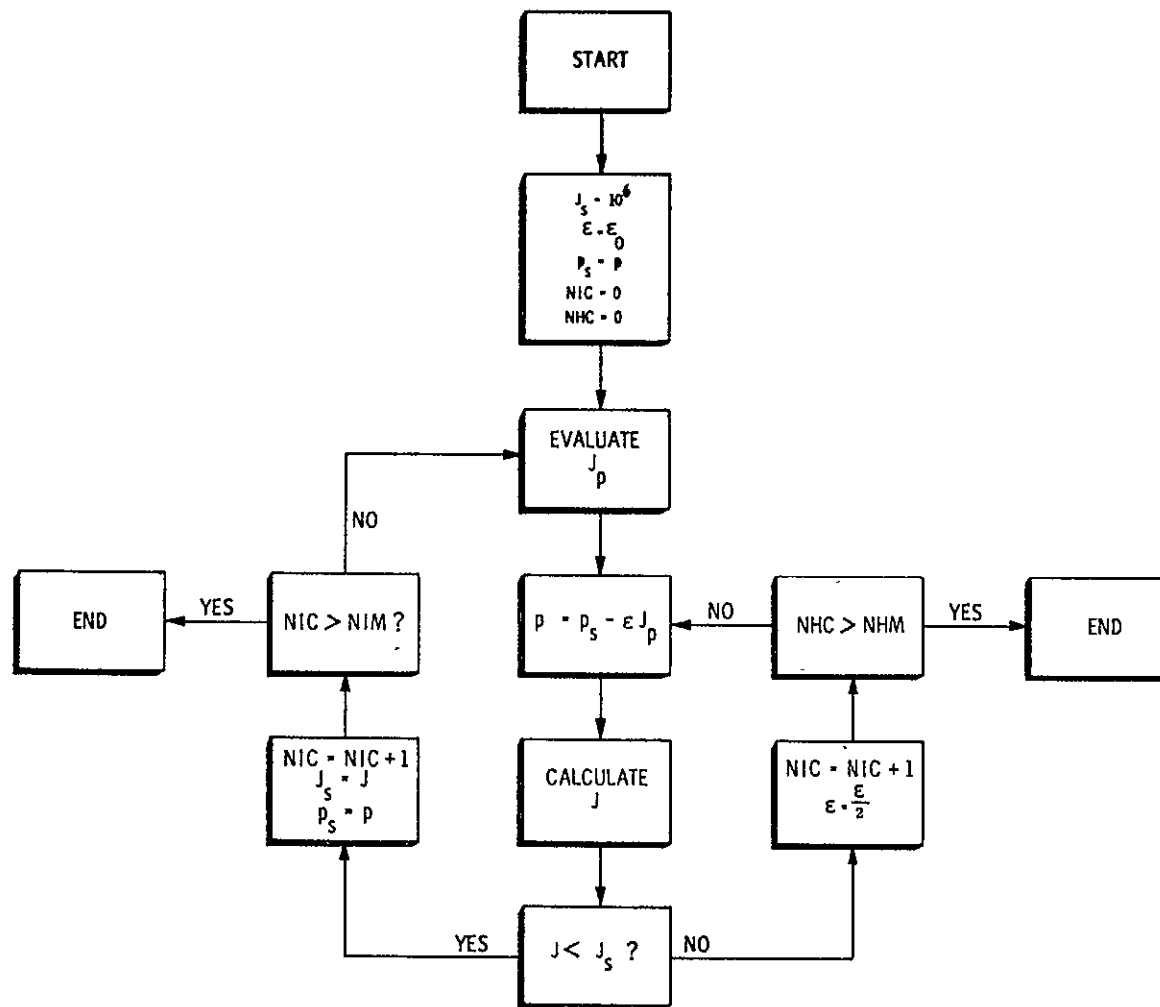 START
J_s = 10^6
ε = ε_0
p_s = p
NIC = 0
NHC = 0
EVALUATE
J_p
NO
END
YES
NIC > NIM ?
p = p_s - ε J_p
NO
NHC > NHM
YES
END
NIC = NIC + 1
J_s = J
p_s = p
CALCULATE
J
NIC = NIC + 1
ε = ε/2
YES
J < J_s ?
NO